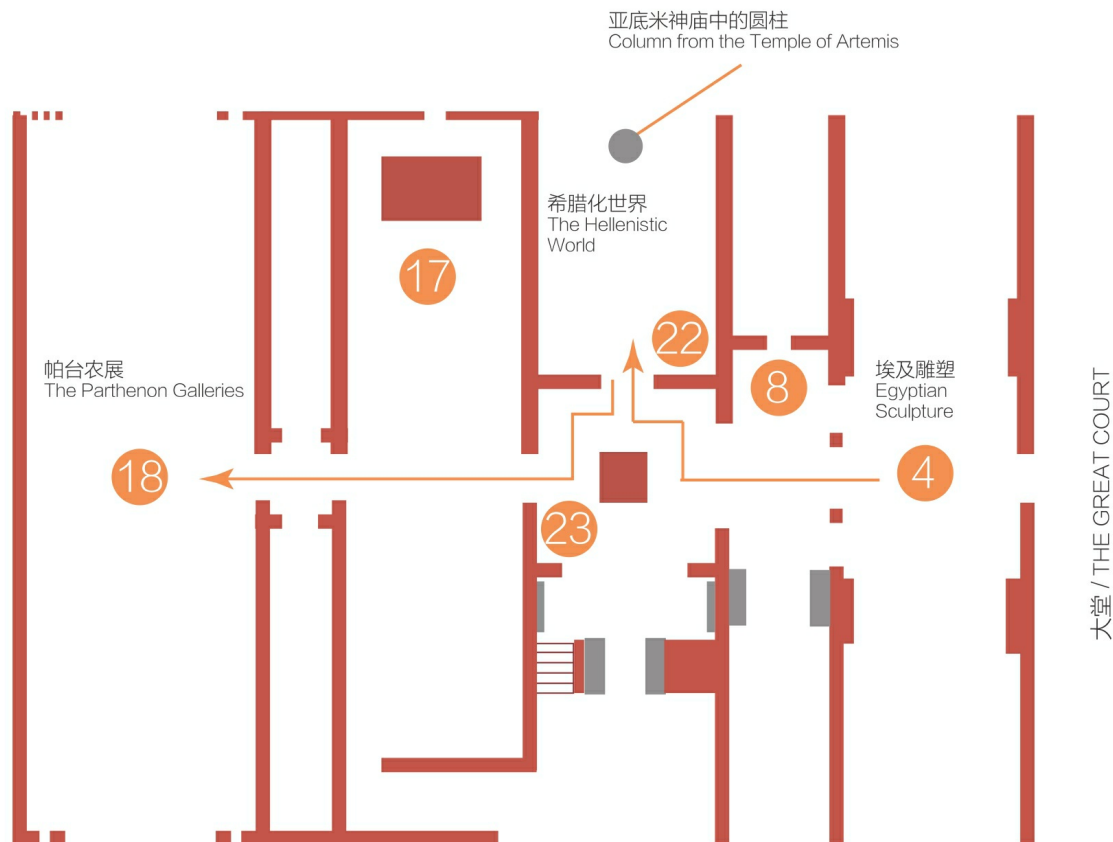 亚底米神庙中的圆柱
Column from the Temple of Artemis
希腊化世界
The Hellenistic
World
17
22
帕台农展
The Parthenon Galleries
8
埃及雕塑
Egyptian
Sculpture
18
4
23
大堂 / THE GREAT COURT